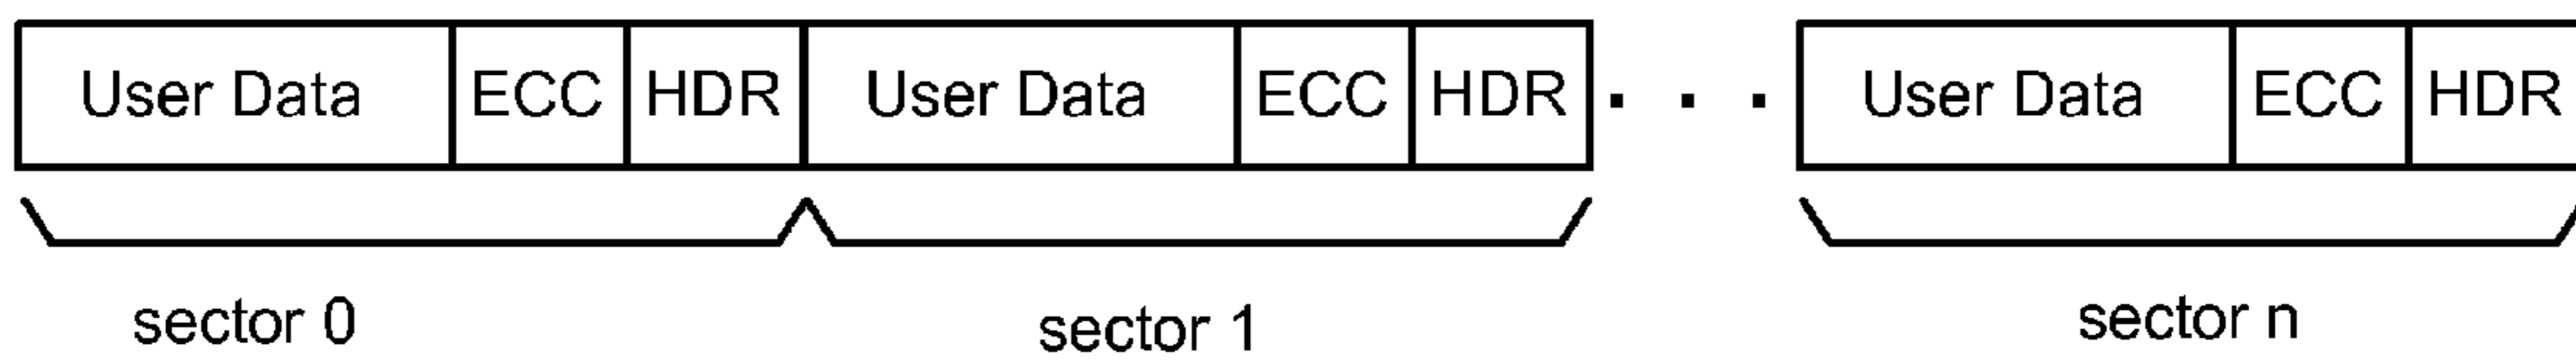 User Data ECC HDR User Data ECC HDR . . . User Data ECC HDR
sector 0 sector 1 sector n